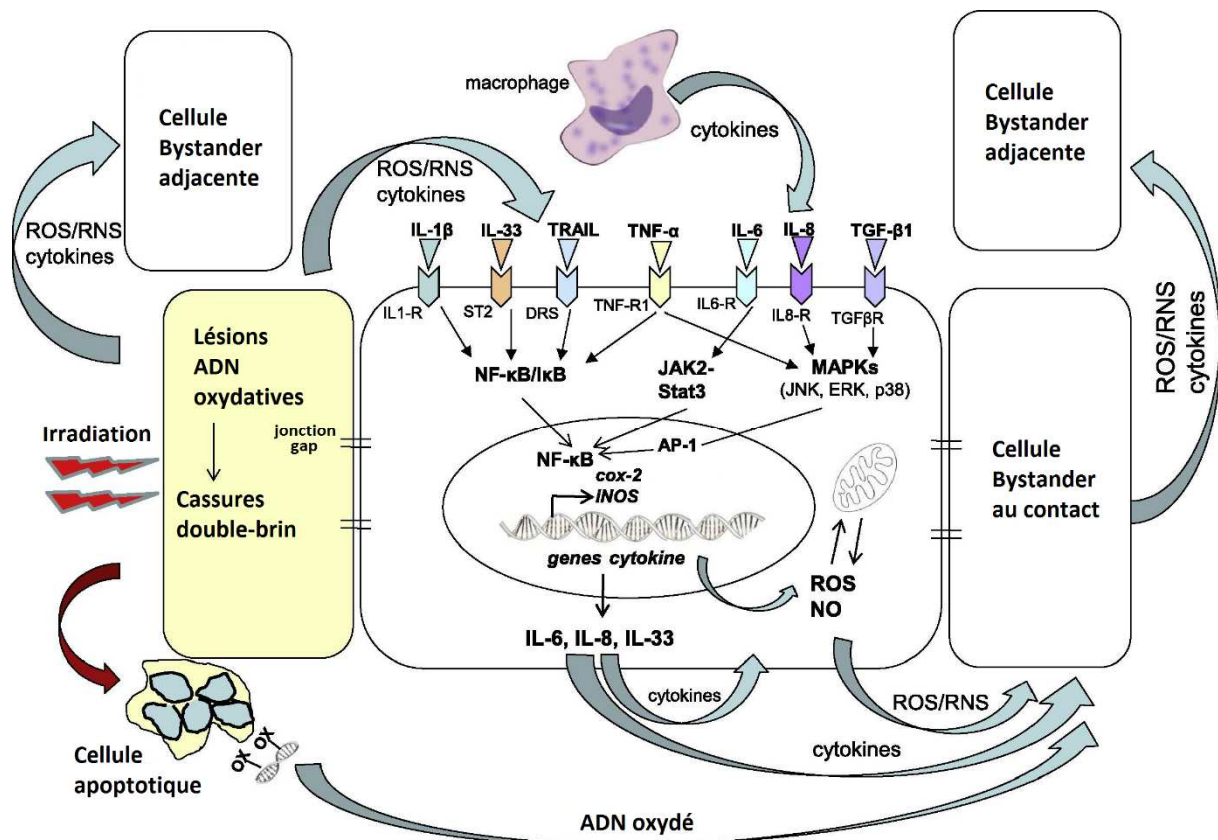 macrophage
cytokines
Cellule
Bystander
adjacente
Cellule
Bystander
adjacente
ROS/RNS
cytokines
ROS/RNS
cytokines
ROS/RNS
cytokines
IL-1β
IL-33
TRAIL
TNF-α
IL-6
IL-8
TGF-β1
IL1-R
ST2
DRS
TNF-R1
IL6-R
IL8-R
TGFβR
Lésions
ADN
oxydatives
Irradiation
Cassures
double-brin
jonction
gap
NF-κB/IκB
JAK2-
Stat3
MAPKs
(JNK, ERK, p38)
NF-κB
AP-1
cox-2
INOS
genes cytokine
ROS
NO
IL-6, IL-8, IL-33
Cellule
Bystander
au contact
cytokines
ROS/RNS
cytokines
Cellule
apoptotique
OX
OX
ADN oxydé